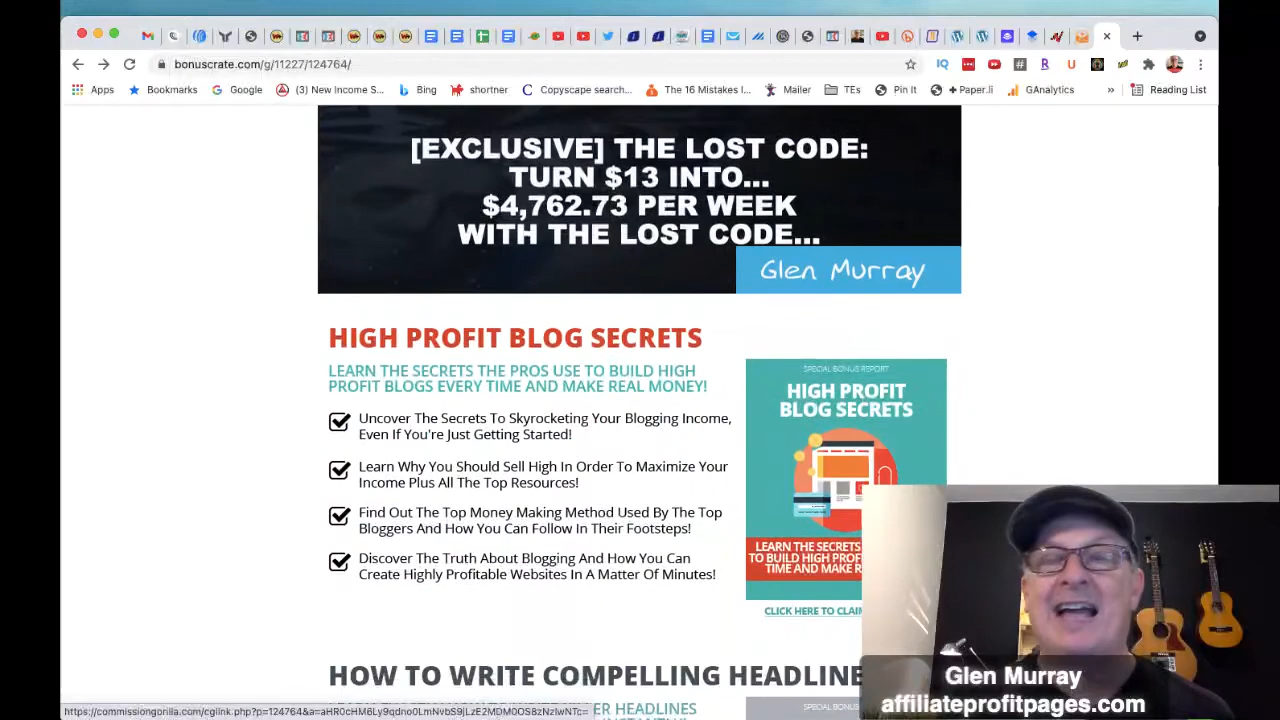 bonuscrate.com/g/11227/124764/
Apps
Bookmarks
Google
(3) New Income S...
Bing
shortner
Copyscape search...
The 16 Mistakes I...
Mailer
TEs
Pin It
+ Paper.li
GAnalytics
»
Reading List
[EXCLUSIVE] THE LOST CODE:
TURN $13 INTO...
$4,762.73 PER WEEK
WITH THE LOST CODE...
Glen Murray
HIGH PROFIT BLOG SECRETS
LEARN THE SECRETS THE PROS USE TO BUILD HIGH
PROFIT BLOGS EVERY TIME AND MAKE REAL MONEY!
Uncover The Secrets To Skyrocketing Your Blogging Income,
Even If You're Just Getting Started!
Learn Why You Should Sell High In Order To Maximize Your
Income Plus All The Top Resources!
Find Out The Top Money Making Method Used By The Top
Bloggers And How You Can Follow In Their Footsteps!
Discover The Truth About Blogging And How You Can
Create Highly Profitable Websites In A Matter Of Minutes!
SPECIAL BONUS REPORT
HIGH PROFIT
BLOG SECRETS
LEARN THE SECRETS
TO BUILD HIGH PROF
TIME AND MAKE R
CLICK HERE TO CLAIM
HOW TO WRITE COMPELLING HEADLINE
ER HEADLINES
SPECIAL BONUS
Glen Murray
affiliateprofitpages.com